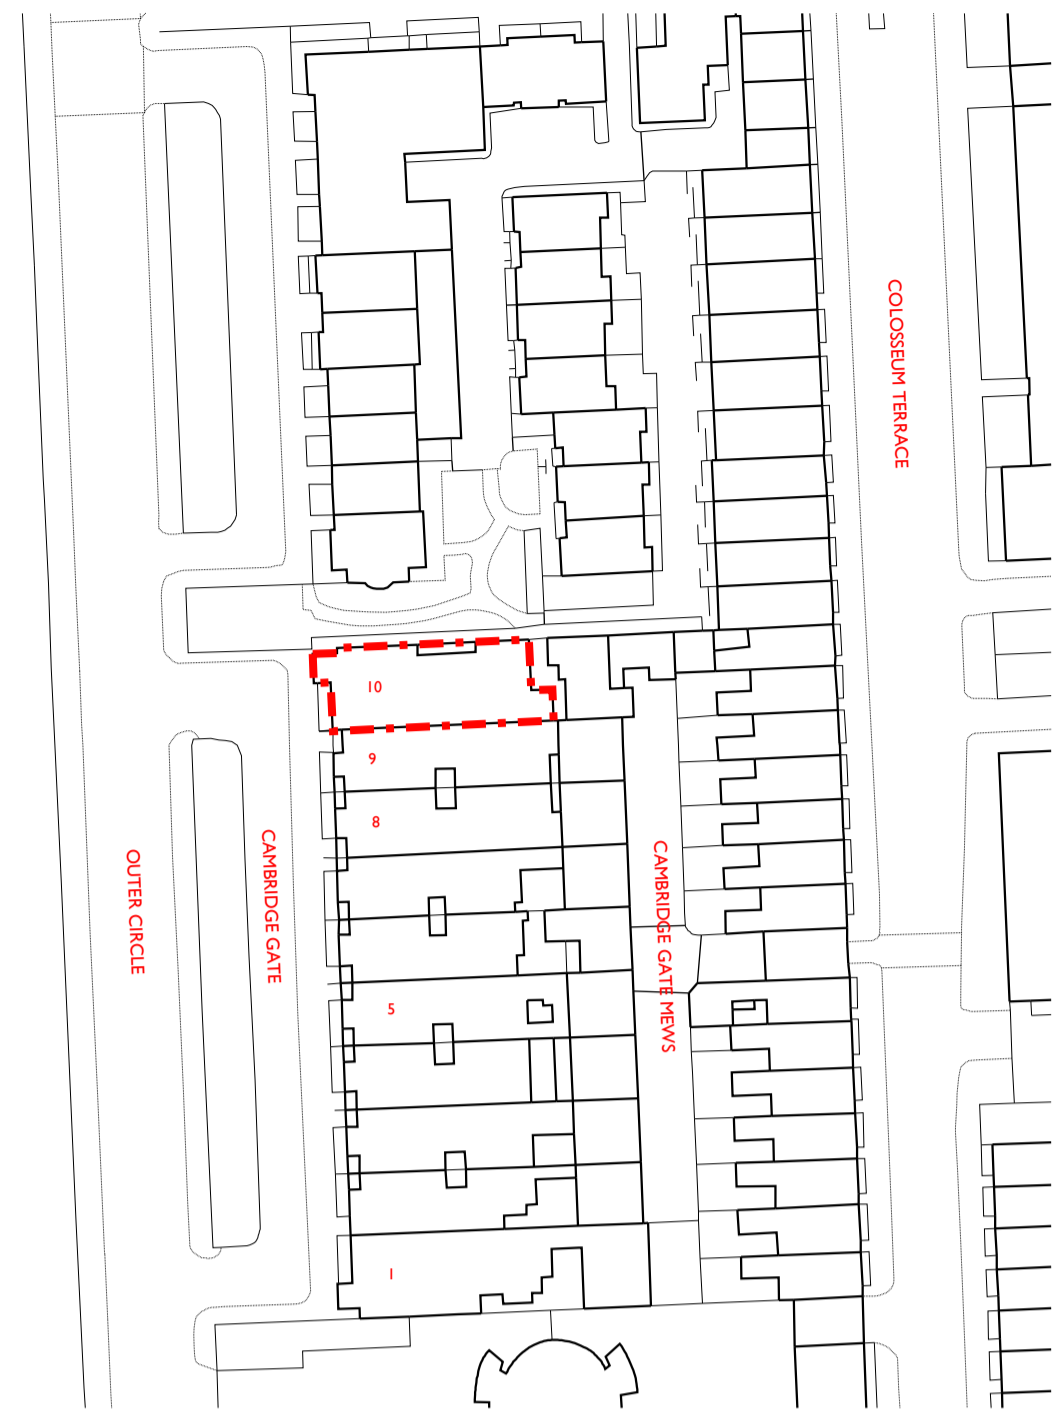 COLOSSEUM TERRACE
10
9
8
CAMBRIDGE GATE
OUTER CIRCLE
CAMBRIDGE GATE MEWS
5
1